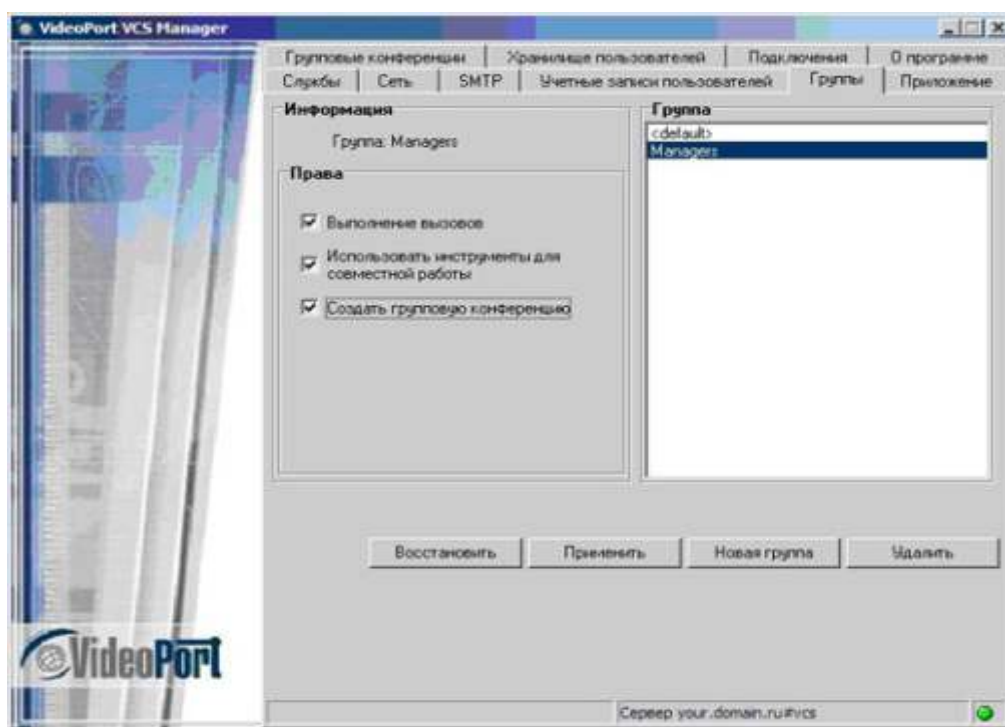 VideoPort VCS Manager
Групповые конференции Хранилище пользователей Подключения О программе
Службы Сеть SMTP Учетные записи пользователей Группы Приложение
Информация
Группа: Managers
Права
Выполнение вызовов
Использовать инструменты для
совместной работы
Создать групповую конференцию
Группа
<default>
Managers
Восстановить Применить Новая группа Удалить
VideoPort
Сервер your.domain.ru#vcs